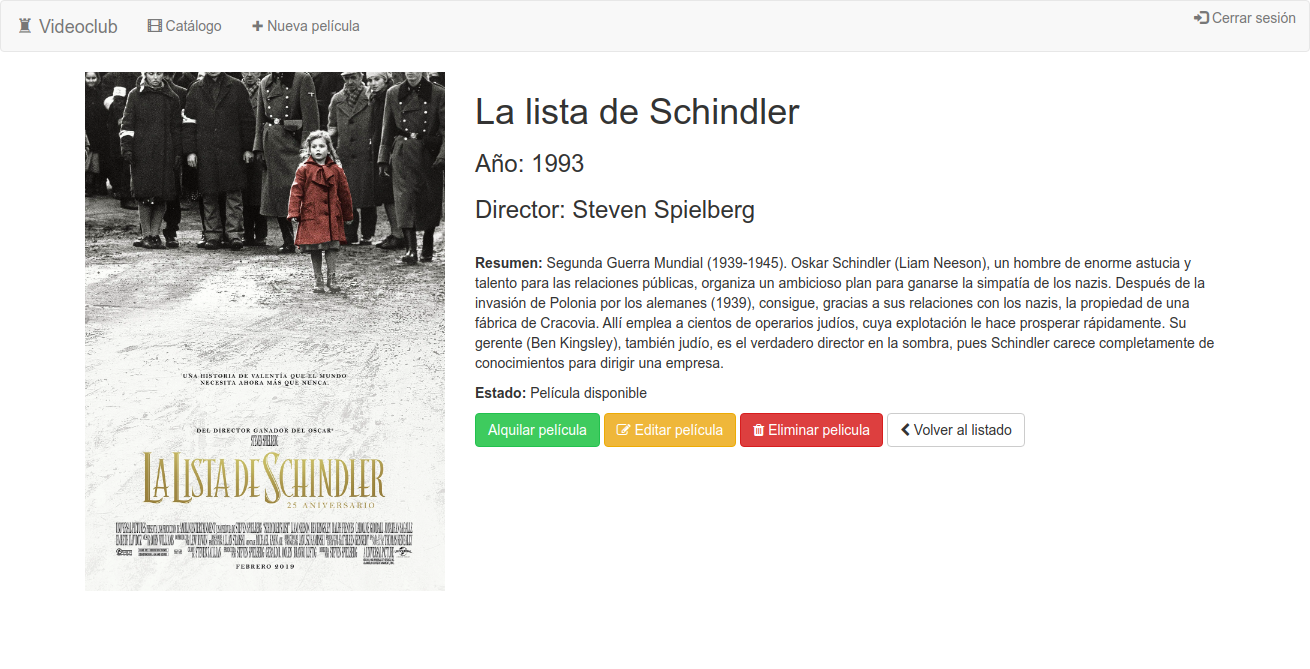 Videoclub Catálogo Nueva película Cerrar sesión
La lista de Schindler
Año: 1993
Director: Steven Spielberg
Resumen: Segunda Guerra Mundial (1939-1945). Oskar Schindler (Liam Neeson), un hombre de enorme astucia y
talento para las relaciones públicas, organiza un ambicioso plan para ganarse la simpatía de los nazis. Después de la
invasión de Polonia por los alemanes (1939), consigue, gracias a sus relaciones con los nazis, la propiedad de una
fábrica de Cracovia. Allí emplea a cientos de operarios judíos, cuya explotación le hace prosperar rápidamente. Su
gerente (Ben Kingsley), también judío, es el verdadero director en la sombra, pues Schindler carece completamente de
conocimientos para dirigir una empresa.
Estado: Película disponible
Alquilar película Editar película Eliminar pelicula Volver al listado
UNA HISTORIA DE VALENTÍA QUE EL MUNDO
NECESITA AHORA MÁS QUE NUNCA.
DEL DIRECTOR GANADOR DEL OSCAR®
STEVEN SPIELBERG
LA LISTA DE SCHINDLER
25 ANIVERSARIO
FEBRERO 2019